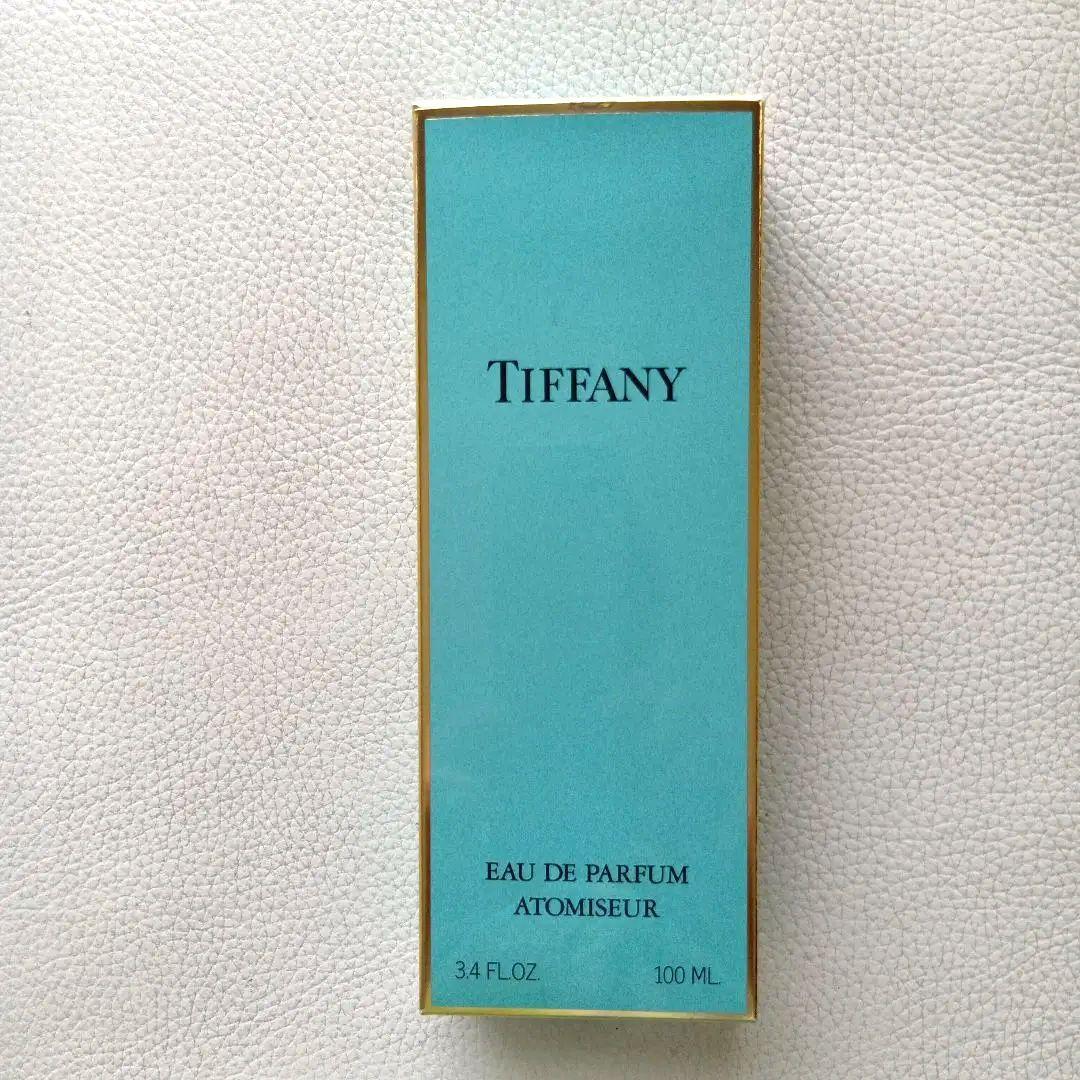 TIFFANY
EAU DE PARFUM
ATOMISEUR
3.4 FL.OZ. 100 ML.